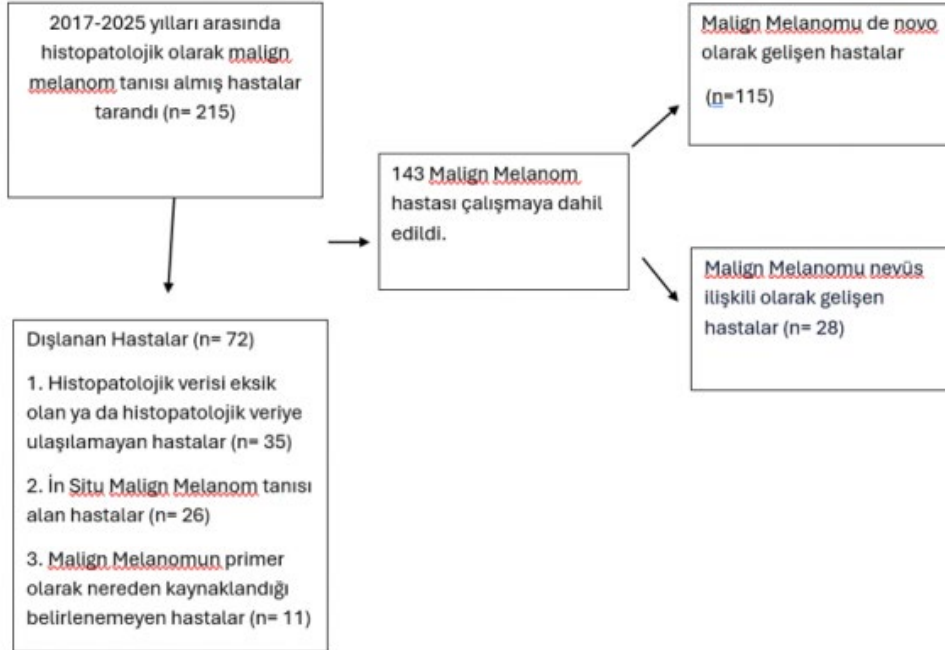 2017-2025 yılları arasında
histopatolojik olarak malign
melanom tanısı almış hastalar
tarandı (n= 215)
Dışlanan Hastalar (n= 72)
1. Histopatolojik verisi eksik
olan ya da histopatolojik veriye
ulaşılamayan hastalar (n= 35)
2. İn Situ Malign Melanom tanısı
alan hastalar (n= 26)
3. Malign Melanomun primer
olarak nereden kaynaklandığı
belirlenemeyen hastalar (n= 11)
143 Malign Melanom
hastası çalışmaya dahil
edildi.
Malign Melanomu de novo
olarak gelişen hastalar
(n=115)
Malign Melanomu nevüs
ilişkili olarak gelişen
hastalar (n= 28)